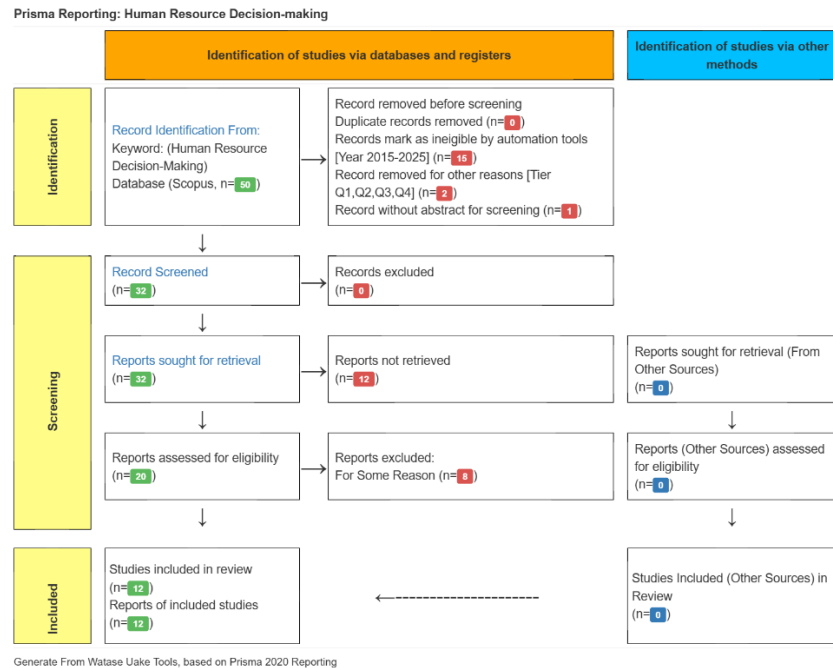 Prisma Reporting: Human Resource Decision-making
Identification of studies via databases and registers
Identification of studies via other
methods
Identification
Record Identification From:
Keyword: (Human Resource
Decision-Making)
Database (Scopus, n=50)
Record removed before screening
Duplicate records removed (n=0)
Records mark as ineigible by automation tools
[Year 2015-2025] (n=15)
Record removed for other reasons [Tier
Q1,Q2,Q3,Q4] (n=2)
Record without abstract for screening (n=1)
Screening
Record Screened
(n=32)
Records excluded
(n=0)
Reports sought for retrieval
(n=32)
Reports not retrieved
(n=12)
Reports sought for retrieval (From
Other Sources)
(n=0)
Reports assessed for eligibility
(n=20)
Reports excluded:
For Some Reason (n=8)
Reports (Other Sources) assessed
for eligibility
(n=0)
Included
Studies included in review
(n=12)
Reports of included studies
(n=12)
Studies Included (Other Sources) in
Review
(n=0)
Generate From Watase Uake Tools, based on Prisma 2020 Reporting